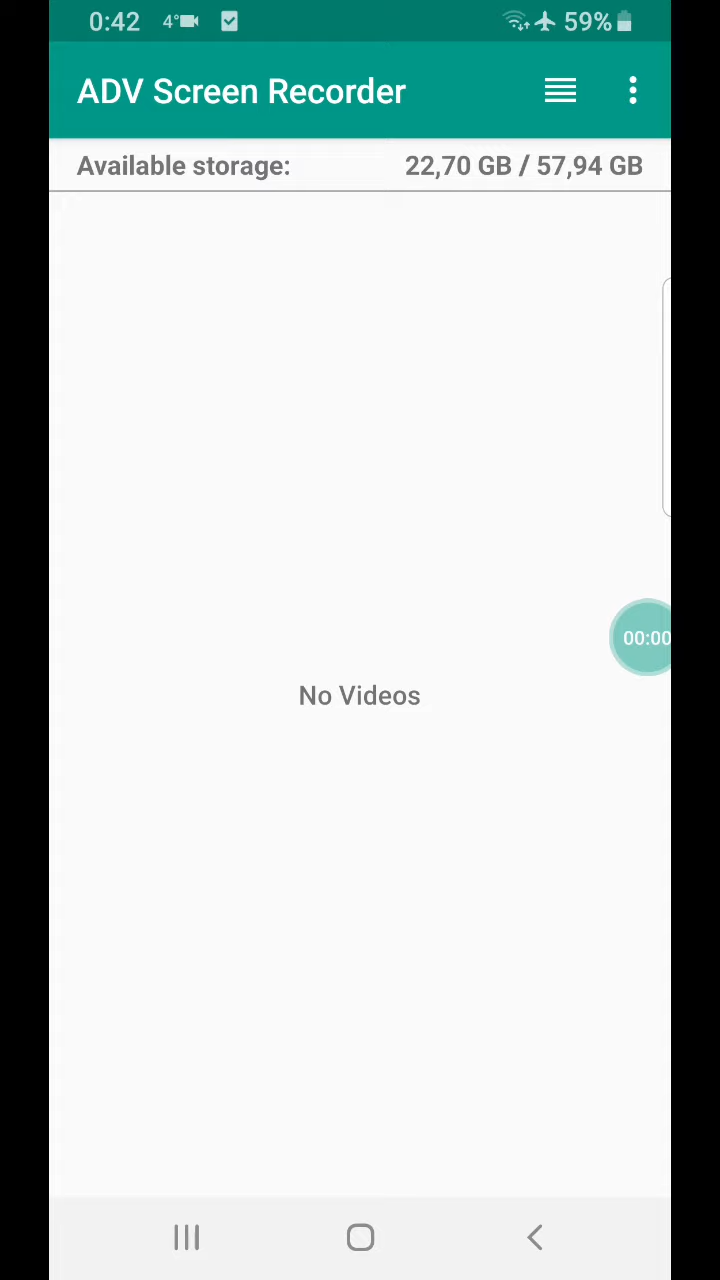 0:42 4° 59%
ADV Screen Recorder
Available storage: 22,70 GB / 57,94 GB
00:00
No Videos